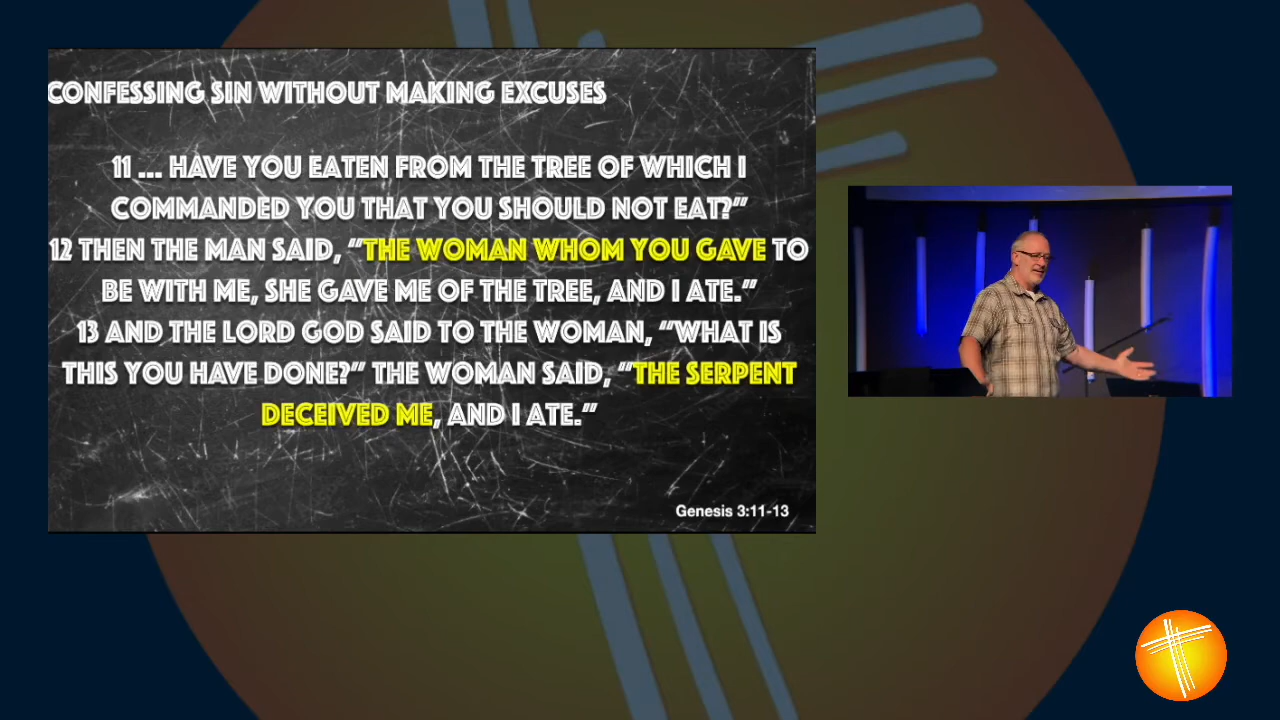 CONFESSING SIN WITHOUT MAKING EXCUSES
11 ... HAVE YOU EATEN FROM THE TREE OF WHICH I
COMMANDED YOU THAT YOU SHOULD NOT EAT?”
12 THEN THE MAN SAID, “THE WOMAN WHOM YOU GAVE TO
BE WITH ME, SHE GAVE ME OF THE TREE, AND I ATE.”
13 AND THE LORD GOD SAID TO THE WOMAN, “WHAT IS
THIS YOU HAVE DONE?” THE WOMAN SAID, “THE SERPENT
DECEIVED ME, AND I ATE.”
Genesis 3:11-13